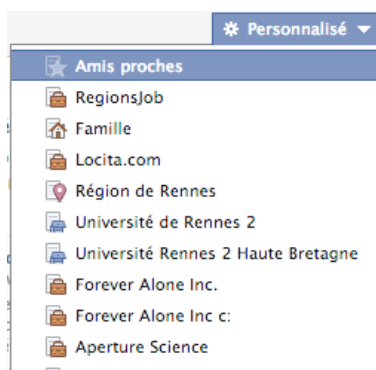 Personnalisé
Amis proches
RegionsJob
Famille
Locita.com
Région de Rennes
Université de Rennes 2
Université Rennes 2 Haute Bretagne
Forever Alone Inc.
Forever Alone Inc c:
Aperture Science